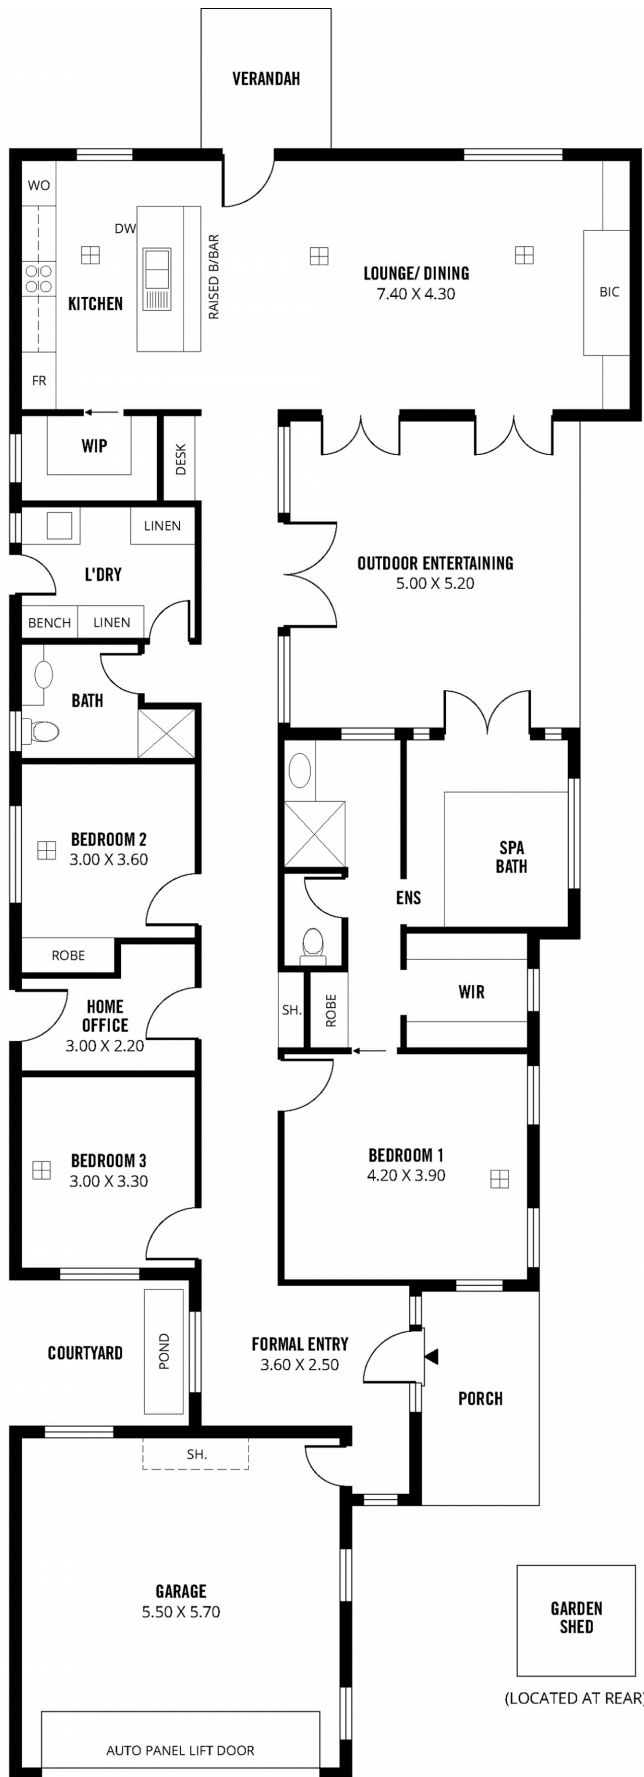 VERANDAH
WO
DW
RAISED B/BAR
KITCHEN
LOUNGE/ DINING
7.40 X 4.30
BIC
FR
WIP
DESK
LINEN
L'DRY
BENCH
LINEN
OUTDOOR ENTERTAINING
5.00 X 5.20
BATH
BEDROOM 2
3.00 X 3.60
SPA
BATH
ENS
ROBE
HOME
OFFICE
3.00 X 2.20
SH.
ROBE
WIR
BEDROOM 3
3.00 X 3.30
BEDROOM 1
4.20 X 3.90
COURTYARD
POND
FORMAL ENTRY
3.60 X 2.50
PORCH
SH.
GARAGE
5.50 X 5.70
GARDEN
SHED
(LOCATED AT REAR)
AUTO PANEL LIFT DOOR